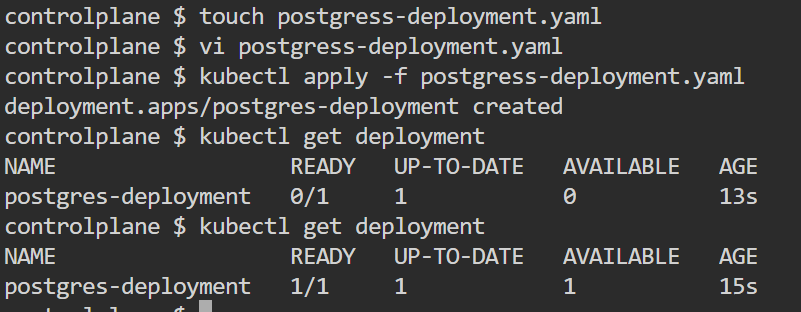 controlplane $ touch postgress-deployment.yaml
controlplane $ vi postgress-deployment.yaml
controlplane $ kubectl apply -f postgress-deployment.yaml
deployment.apps/postgres-deployment created
controlplane $ kubectl get deployment
NAME READY UP-TO-DATE AVAILABLE AGE
postgres-deployment 0/1 1 0 13s
controlplane $ kubectl get deployment
NAME READY UP-TO-DATE AVAILABLE AGE
postgres-deployment 1/1 1 1 15s
controlplane $